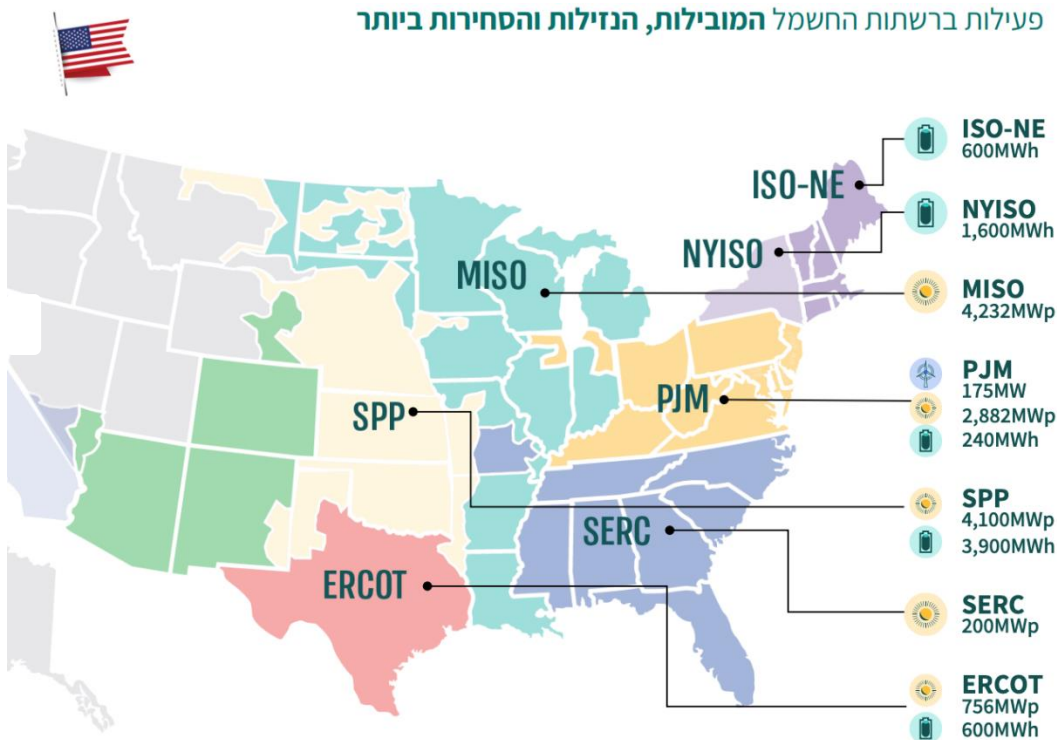 פעילות ברשתות החשמל המובילות, הנזילות והסחירות ביותר
ISO-NE
NYISO
MISO
PJM
SPP
SERC
ERCOT
ISO-NE
600MWh
NYISO
1,600MWh
MISO
4,232MWp
PJM
175MW
2,882MWp
240MWh
SPP
4,100MWp
3,900MWh
SERC
200MWp
ERCOT
756MWp
600MWh